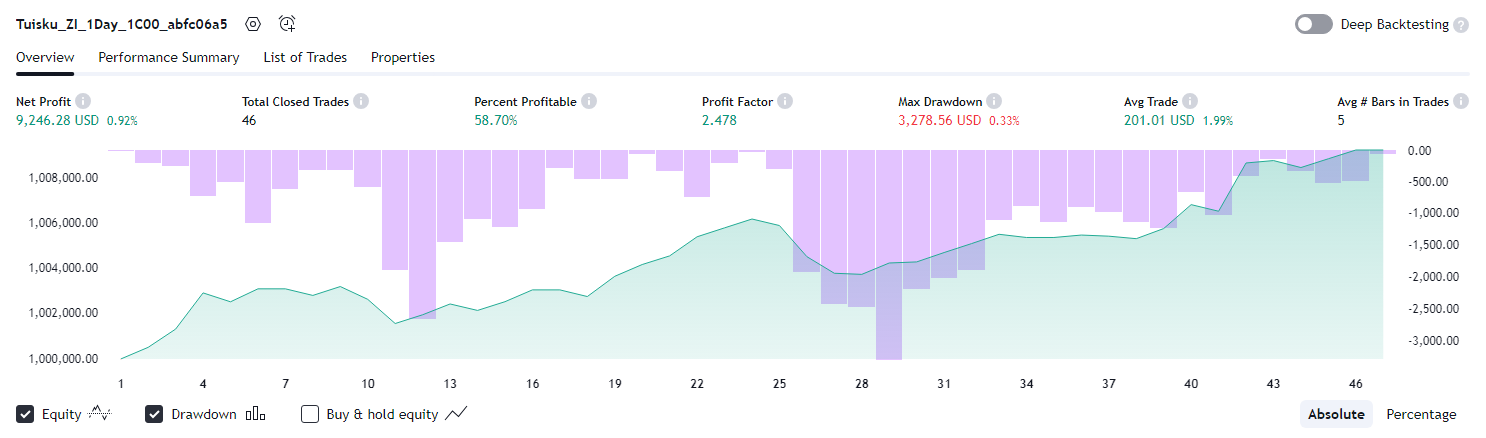 Tuisku_ZI_1Day_1C00_abfc06a5 Deep Backtesting ?
Overview Performance Summary List of Trades Properties
Net Profit i Total Closed Trades i Percent Profitable i Profit Factor i Max Drawdown i Avg Trade i Avg # Bars in Trades i
9,246.28 USD 0.92% 46 58.70% 2.478 3,278.56 USD 0.33% 201.01 USD 1.99% 5
0.00
1,008,000.00 -500.00
1,006,000.00 -1,000.00
-1,500.00
1,004,000.00 -2,000.00
1,002,000.00 -2,500.00
1,000,000.00 -3,000.00
1 4 7 10 13 16 19 22 25 28 31 34 37 40 43 46
Equity Drawdown Buy & hold equity Absolute Percentage